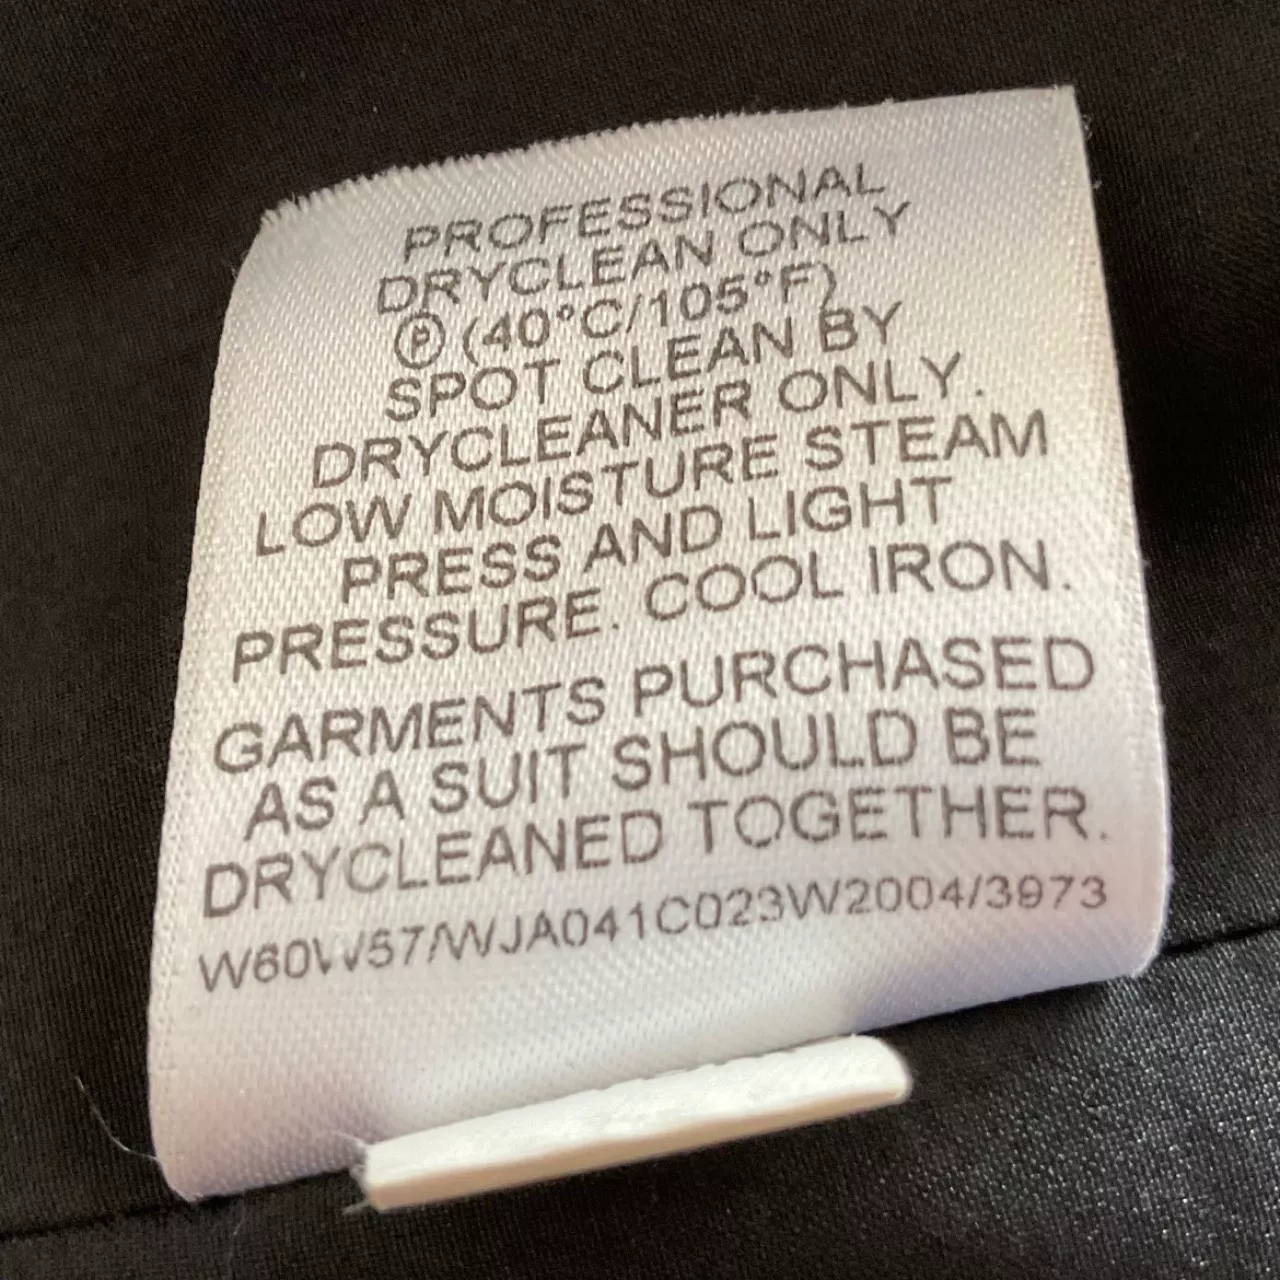 PROFESSIONAL
DRYCLEAN ONLY
Ⓟ (40°C/105°F)
SPOT CLEAN BY
DRYCLEANER ONLY.
LOW MOISTURE STEAM
PRESS AND LIGHT
PRESSURE. COOL IRON.
GARMENTS PURCHASED
AS A SUIT SHOULD BE
DRYCLEANED TOGETHER.
W60W57/WJA041C023W2004/3973